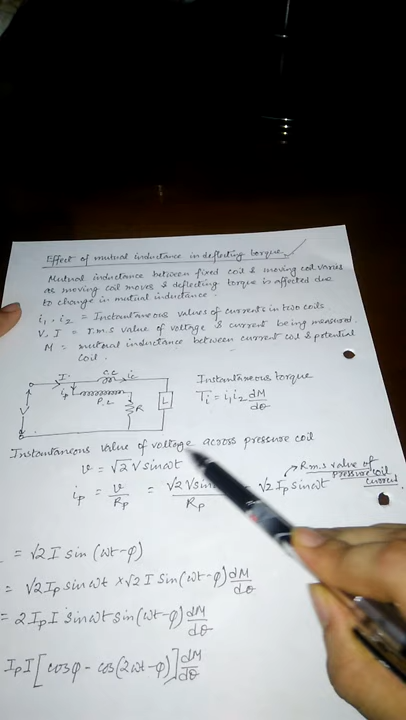 Effect of mutual inductance in deflecting torque
Mutual inductance between fixed coil & moving coil varies
as moving coil moves & deflecting torque is affected due
to change in mutual inductance.
i₁, i₂ = Instantaneous values of currents in two coils.
V, I = r.m.s value of voltage & current being measured.
M = mutual inductance between current coil & potential
coil.
I C.C ic
ip P.C R L
V
Instantaneous torque
Ti = i₁i₂ dM/dθ
Instantaneous value of voltage across pressure coil
v = √2 V sinωt
ip = v/Rp = √2 V sin /Rp √2 Ip sinωt
R.m.s value of
pressure coil
current
= √2 I sin (ωt-φ)
= √2 Ip sinωt × √2 I sin (ωt-φ) dM/dθ
= 2 Ip I sinωt sin (ωt-φ) dM/dθ
Ip I [cosφ - cos(2ωt-φ)] dM/dθ